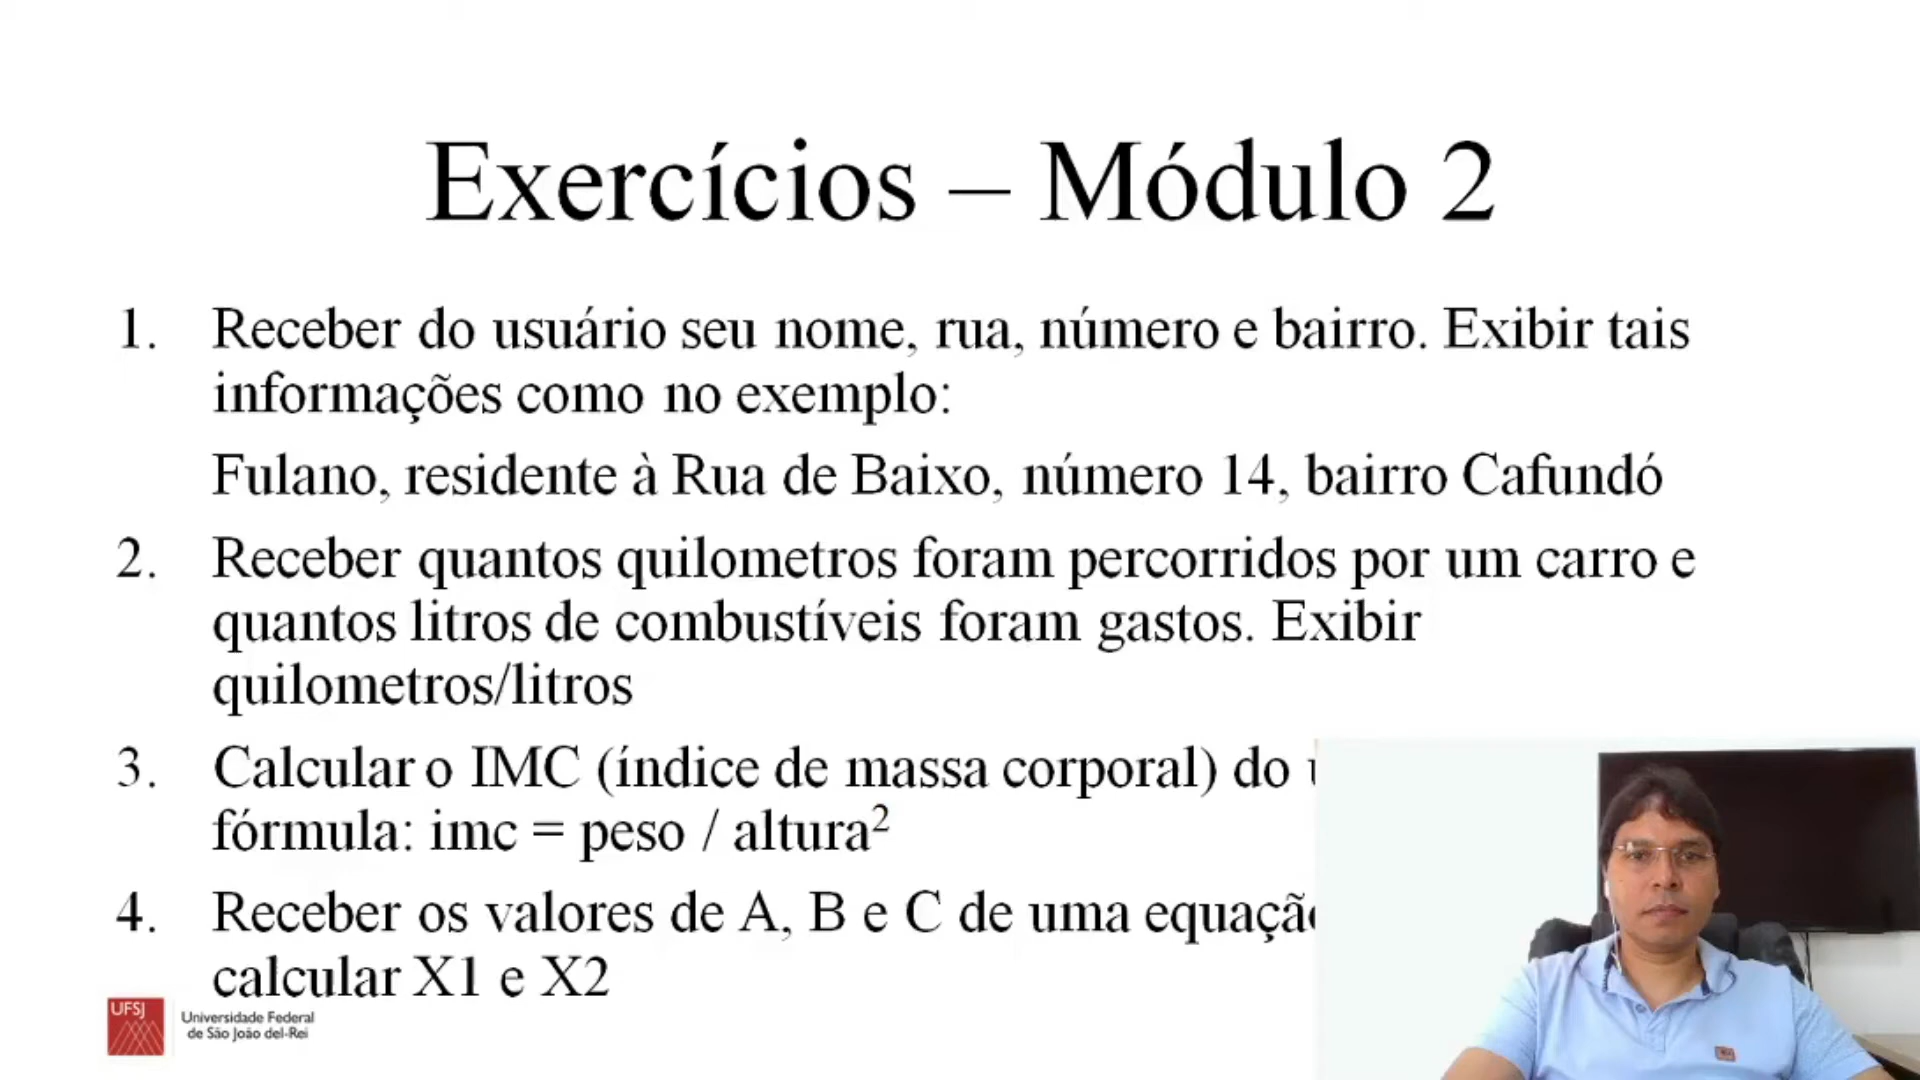 Exercícios – Módulo 2
1. Receber do usuário seu nome, rua, número e bairro. Exibir tais
informações como no exemplo:
Fulano, residente à Rua de Baixo, número 14, bairro Cafundó
2. Receber quantos quilometros foram percorridos por um carro e
quantos litros de combustíveis foram gastos. Exibir
quilometros/litros
3. Calcular o IMC (índice de massa corporal) do
fórmula: imc = peso / altura²
4. Receber os valores de A, B e C de uma
calcular X1 e X2
UFSJ
Universidade Federal
de São João del-Rei